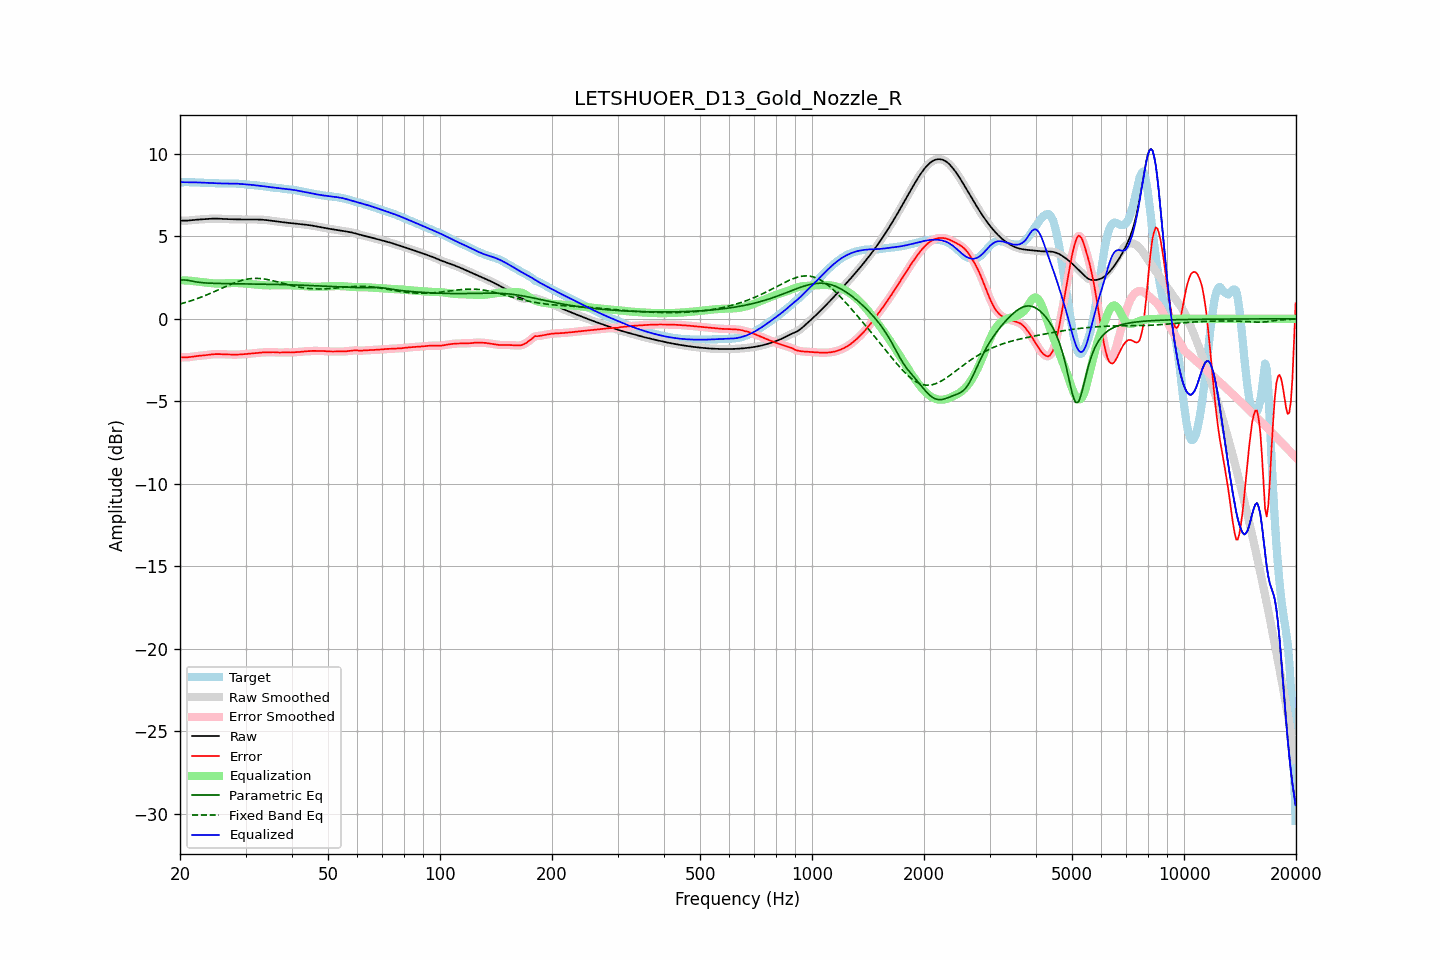 LETSHUOER_D13_Gold_Nozzle_R
10
5
0
−5
−10
−15
−20
−25
−30
Amplitude (dBr)
Target
Raw Smoothed
Error Smoothed
Raw
Error
Equalization
Parametric Eq
Fixed Band Eq
Equalized
20 50 100 200 500 1000 2000 5000 10000 20000
Frequency (Hz)